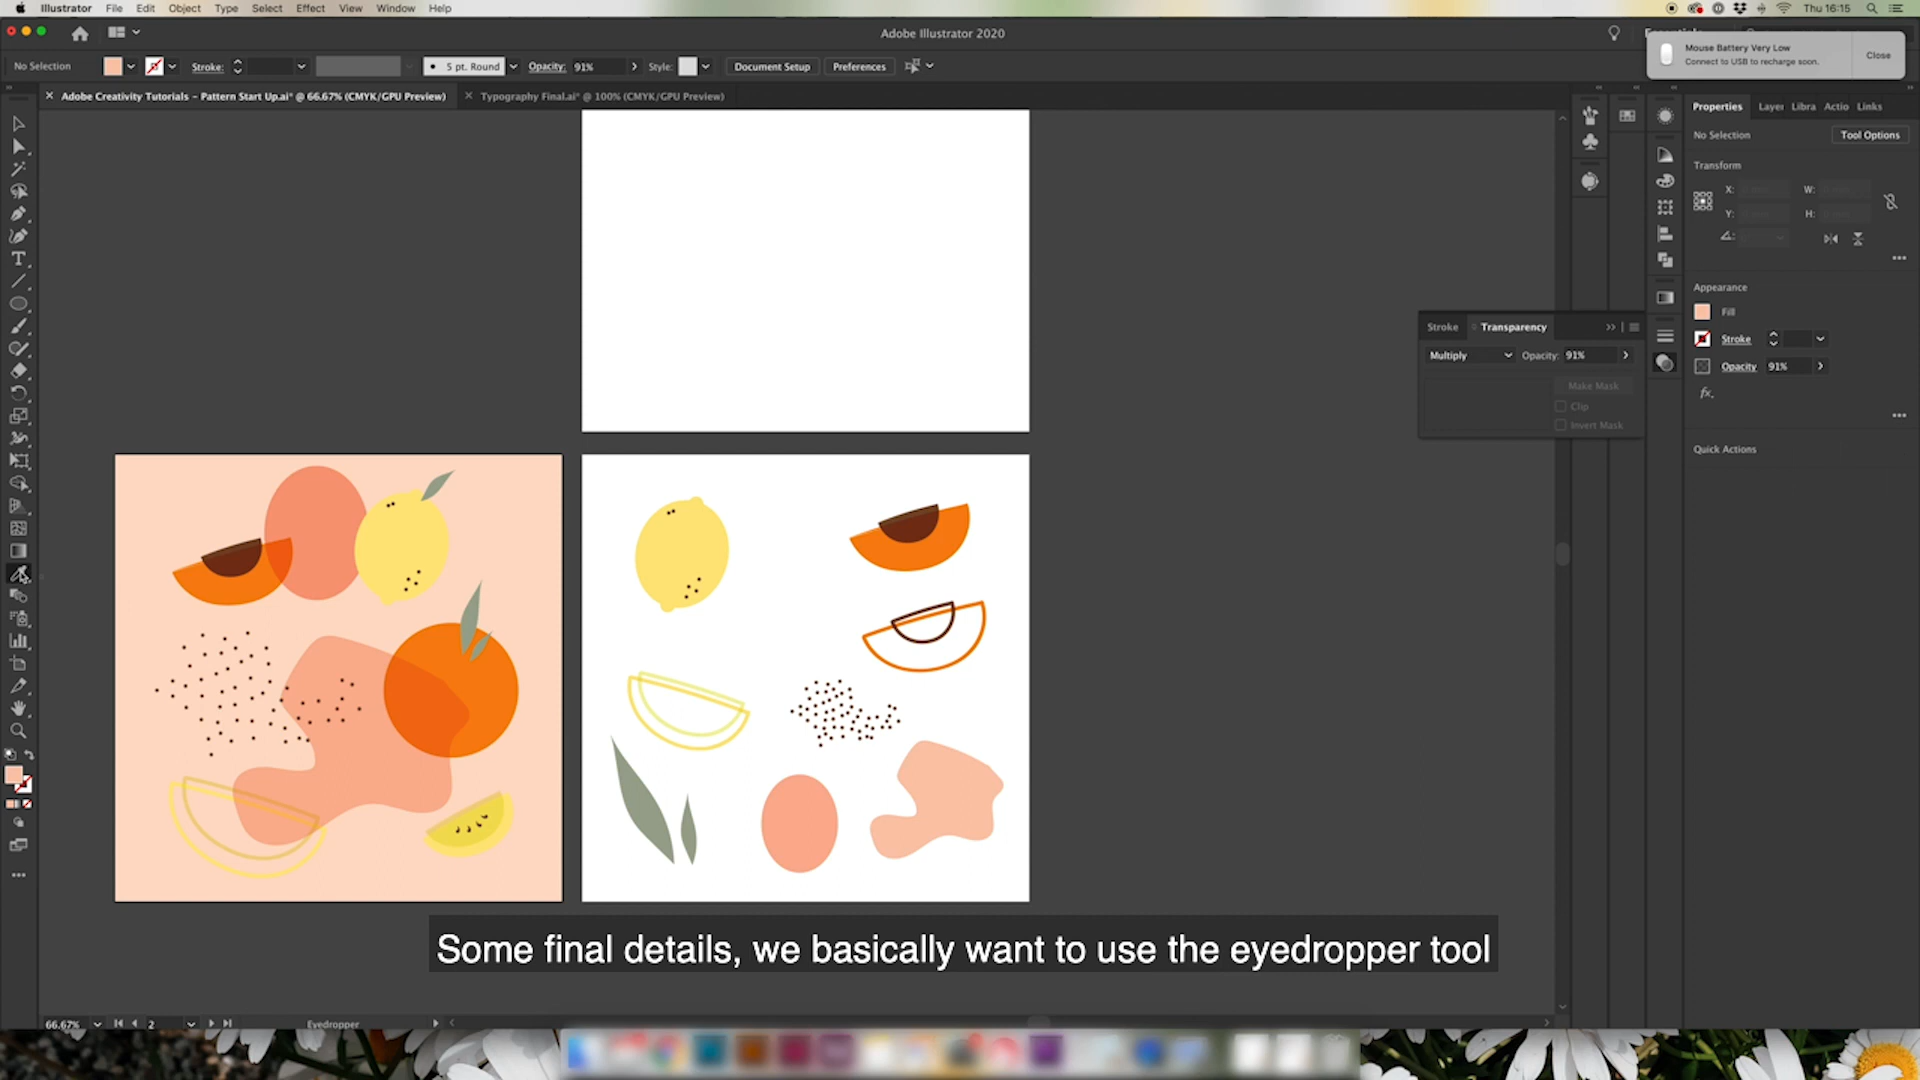 Illustrator File Edit Object Type Select Effect View Window Help
Thu 16:15
Adobe Illustrator 2020
Mouse Battery Very Low
Connect to USB to recharge soon.
Close
No Selection
Stroke:
5 pt. Round
Opacity: 91%
Style:
Document Setup
Preferences
Adobe Creativity Tutorials – Pattern Start Up.ai* @ 66.67% (CMYK/GPU Preview)
Typography Final.ai* @ 100% (CMYK/GPU Preview)
Properties Layer Libra Actio Links
No Selection
Tool Options
Transform
X:
W:
Y:
H:
Appearance
Fill
Stroke
Opacity 91%
fx.
Quick Actions
Stroke Transparency
Multiply Opacity: 91%
Make Mask
Clip
Invert Mask
Some final details, we basically want to use the eyedropper tool
66.67% 2 Eyedropper